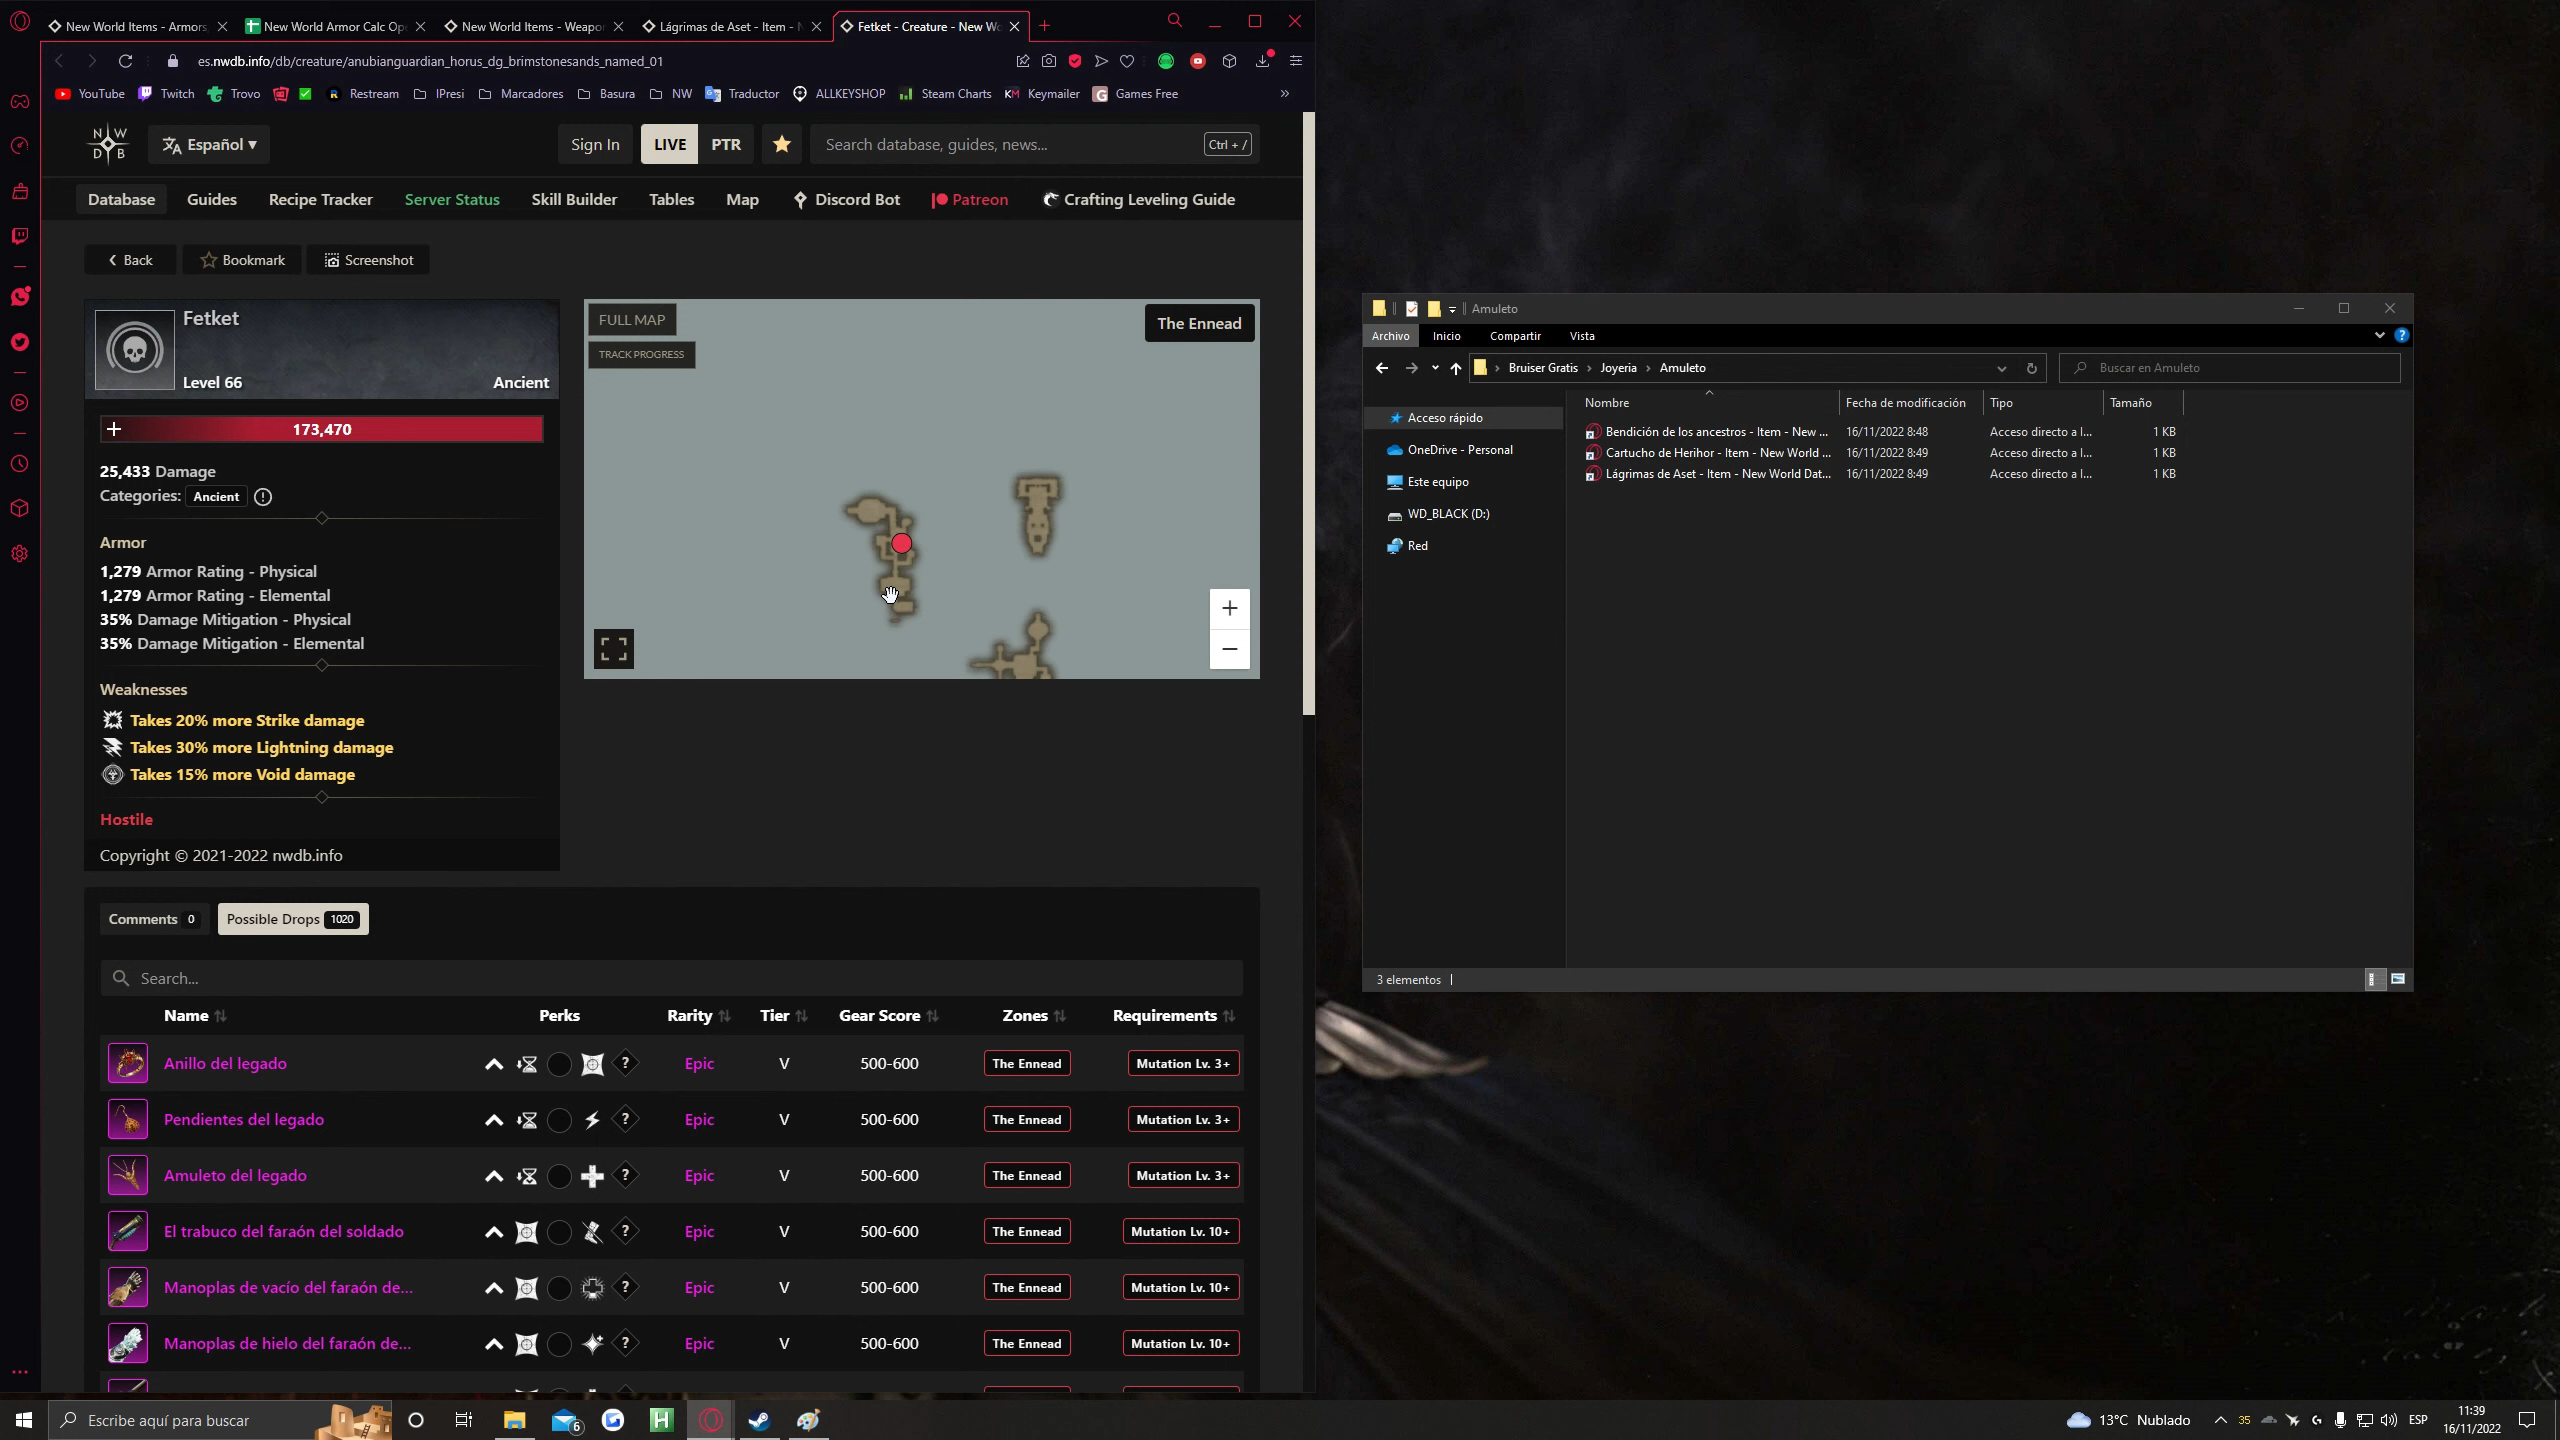 New World Items - Armors,
New World Armor Calc Op
New World Items - Weapo
Lágrimas de Aset - Item -
Fetket - Creature - New Wo
es.nwdb.info/db/creature/anubianguardian_horus_dg_brimstonesands_named_01
YouTube Twitch Trovo Restream IPresi Marcadores Basura NW Traductor ALLKEYSHOP Steam Charts Keymailer Games Free »
NW DB
Español ▾
Sign In LIVE PTR Search database, guides, news... Ctrl + /
Database Guides Recipe Tracker Server Status Skill Builder Tables Map Discord Bot Patreon Crafting Leveling Guide
Back Bookmark Screenshot
Fetket
Level 66 Ancient
173,470
25,433 Damage
Categories: Ancient
Armor
1,279 Armor Rating - Physical
1,279 Armor Rating - Elemental
35% Damage Mitigation - Physical
35% Damage Mitigation - Elemental
Weaknesses
Takes 20% more Strike damage
Takes 30% more Lightning damage
Takes 15% more Void damage
Hostile
Copyright © 2021-2022 nwdb.info
FULL MAP
TRACK PROGRESS
The Ennead
+
−
Comments 0 Possible Drops 1020
Search...
Name Perks Rarity Tier Gear Score Zones Requirements
Anillo del legado ? Epic V 500-600 The Ennead Mutation Lv. 3+
Pendientes del legado ? Epic V 500-600 The Ennead Mutation Lv. 3+
Amuleto del legado ? Epic V 500-600 The Ennead Mutation Lv. 3+
El trabuco del faraón del soldado ? Epic V 500-600 The Ennead Mutation Lv. 10+
Manoplas de vacío del faraón de... ? Epic V 500-600 The Ennead Mutation Lv. 10+
Manoplas de hielo del faraón de... ? Epic V 500-600 The Ennead Mutation Lv. 10+
Amuleto
Archivo Inicio Compartir Vista
Bruiser Gratis › Joyeria › Amuleto
Buscar en Amuleto
Acceso rápido
OneDrive - Personal
Este equipo
WD_BLACK (D:)
Red
Nombre Fecha de modificación Tipo Tamaño
Bendición de los ancestros - Item - New ... 16/11/2022 8:48 Acceso directo a I... 1 KB
Cartucho de Herihor - Item - New World ... 16/11/2022 8:49 Acceso directo a I... 1 KB
Lágrimas de Aset - Item - New World Dat... 16/11/2022 8:49 Acceso directo a I... 1 KB
3 elementos
Escribe aquí para buscar
6
13°C Nublado
35
ESP
11:39
16/11/2022